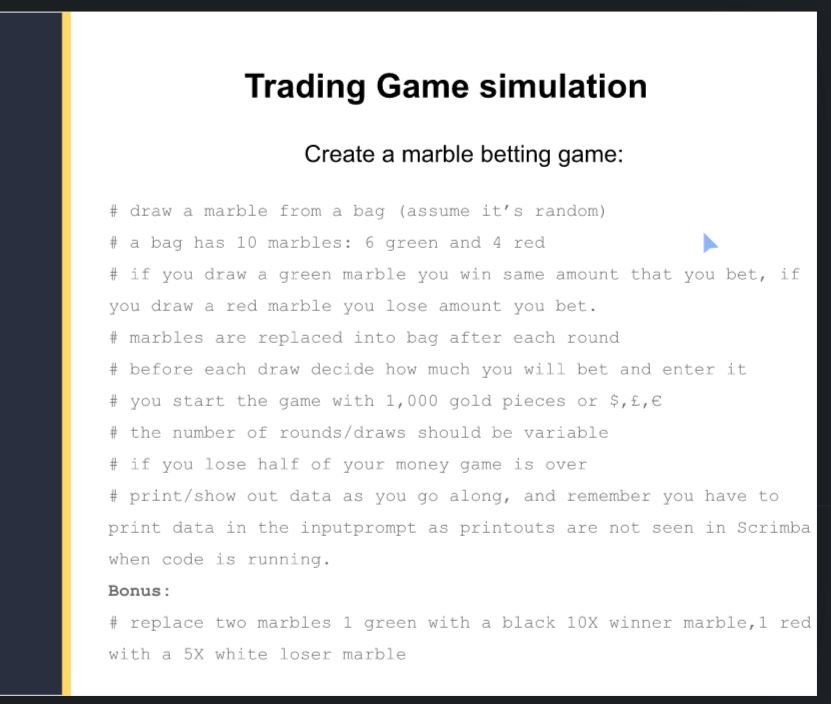 Trading Game simulation
Create a marble betting game:
# draw a marble from a bag (assume it’s random)
# a bag has 10 marbles: 6 green and 4 red
# if you draw a green marble you win same amount that you bet, if
you draw a red marble you lose amount you bet.
# marbles are replaced into bag after each round
# before each draw decide how much you will bet and enter it
# you start the game with 1,000 gold pieces or $,£,€
# the number of rounds/draws should be variable
# if you lose half of your money game is over
# print/show out data as you go along, and remember you have to
print data in the inputprompt as printouts are not seen in Scrimba
when code is running.
Bonus:
# replace two marbles 1 green with a black 10X winner marble,1 red
with a 5X white loser marble